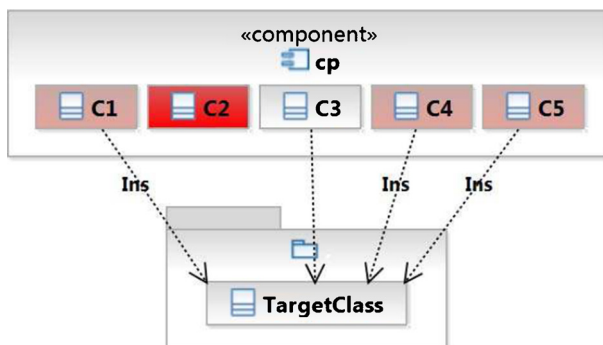 «component»
cp
C1 C2 C3 C4 C5
Ins Ins Ins
TargetClass